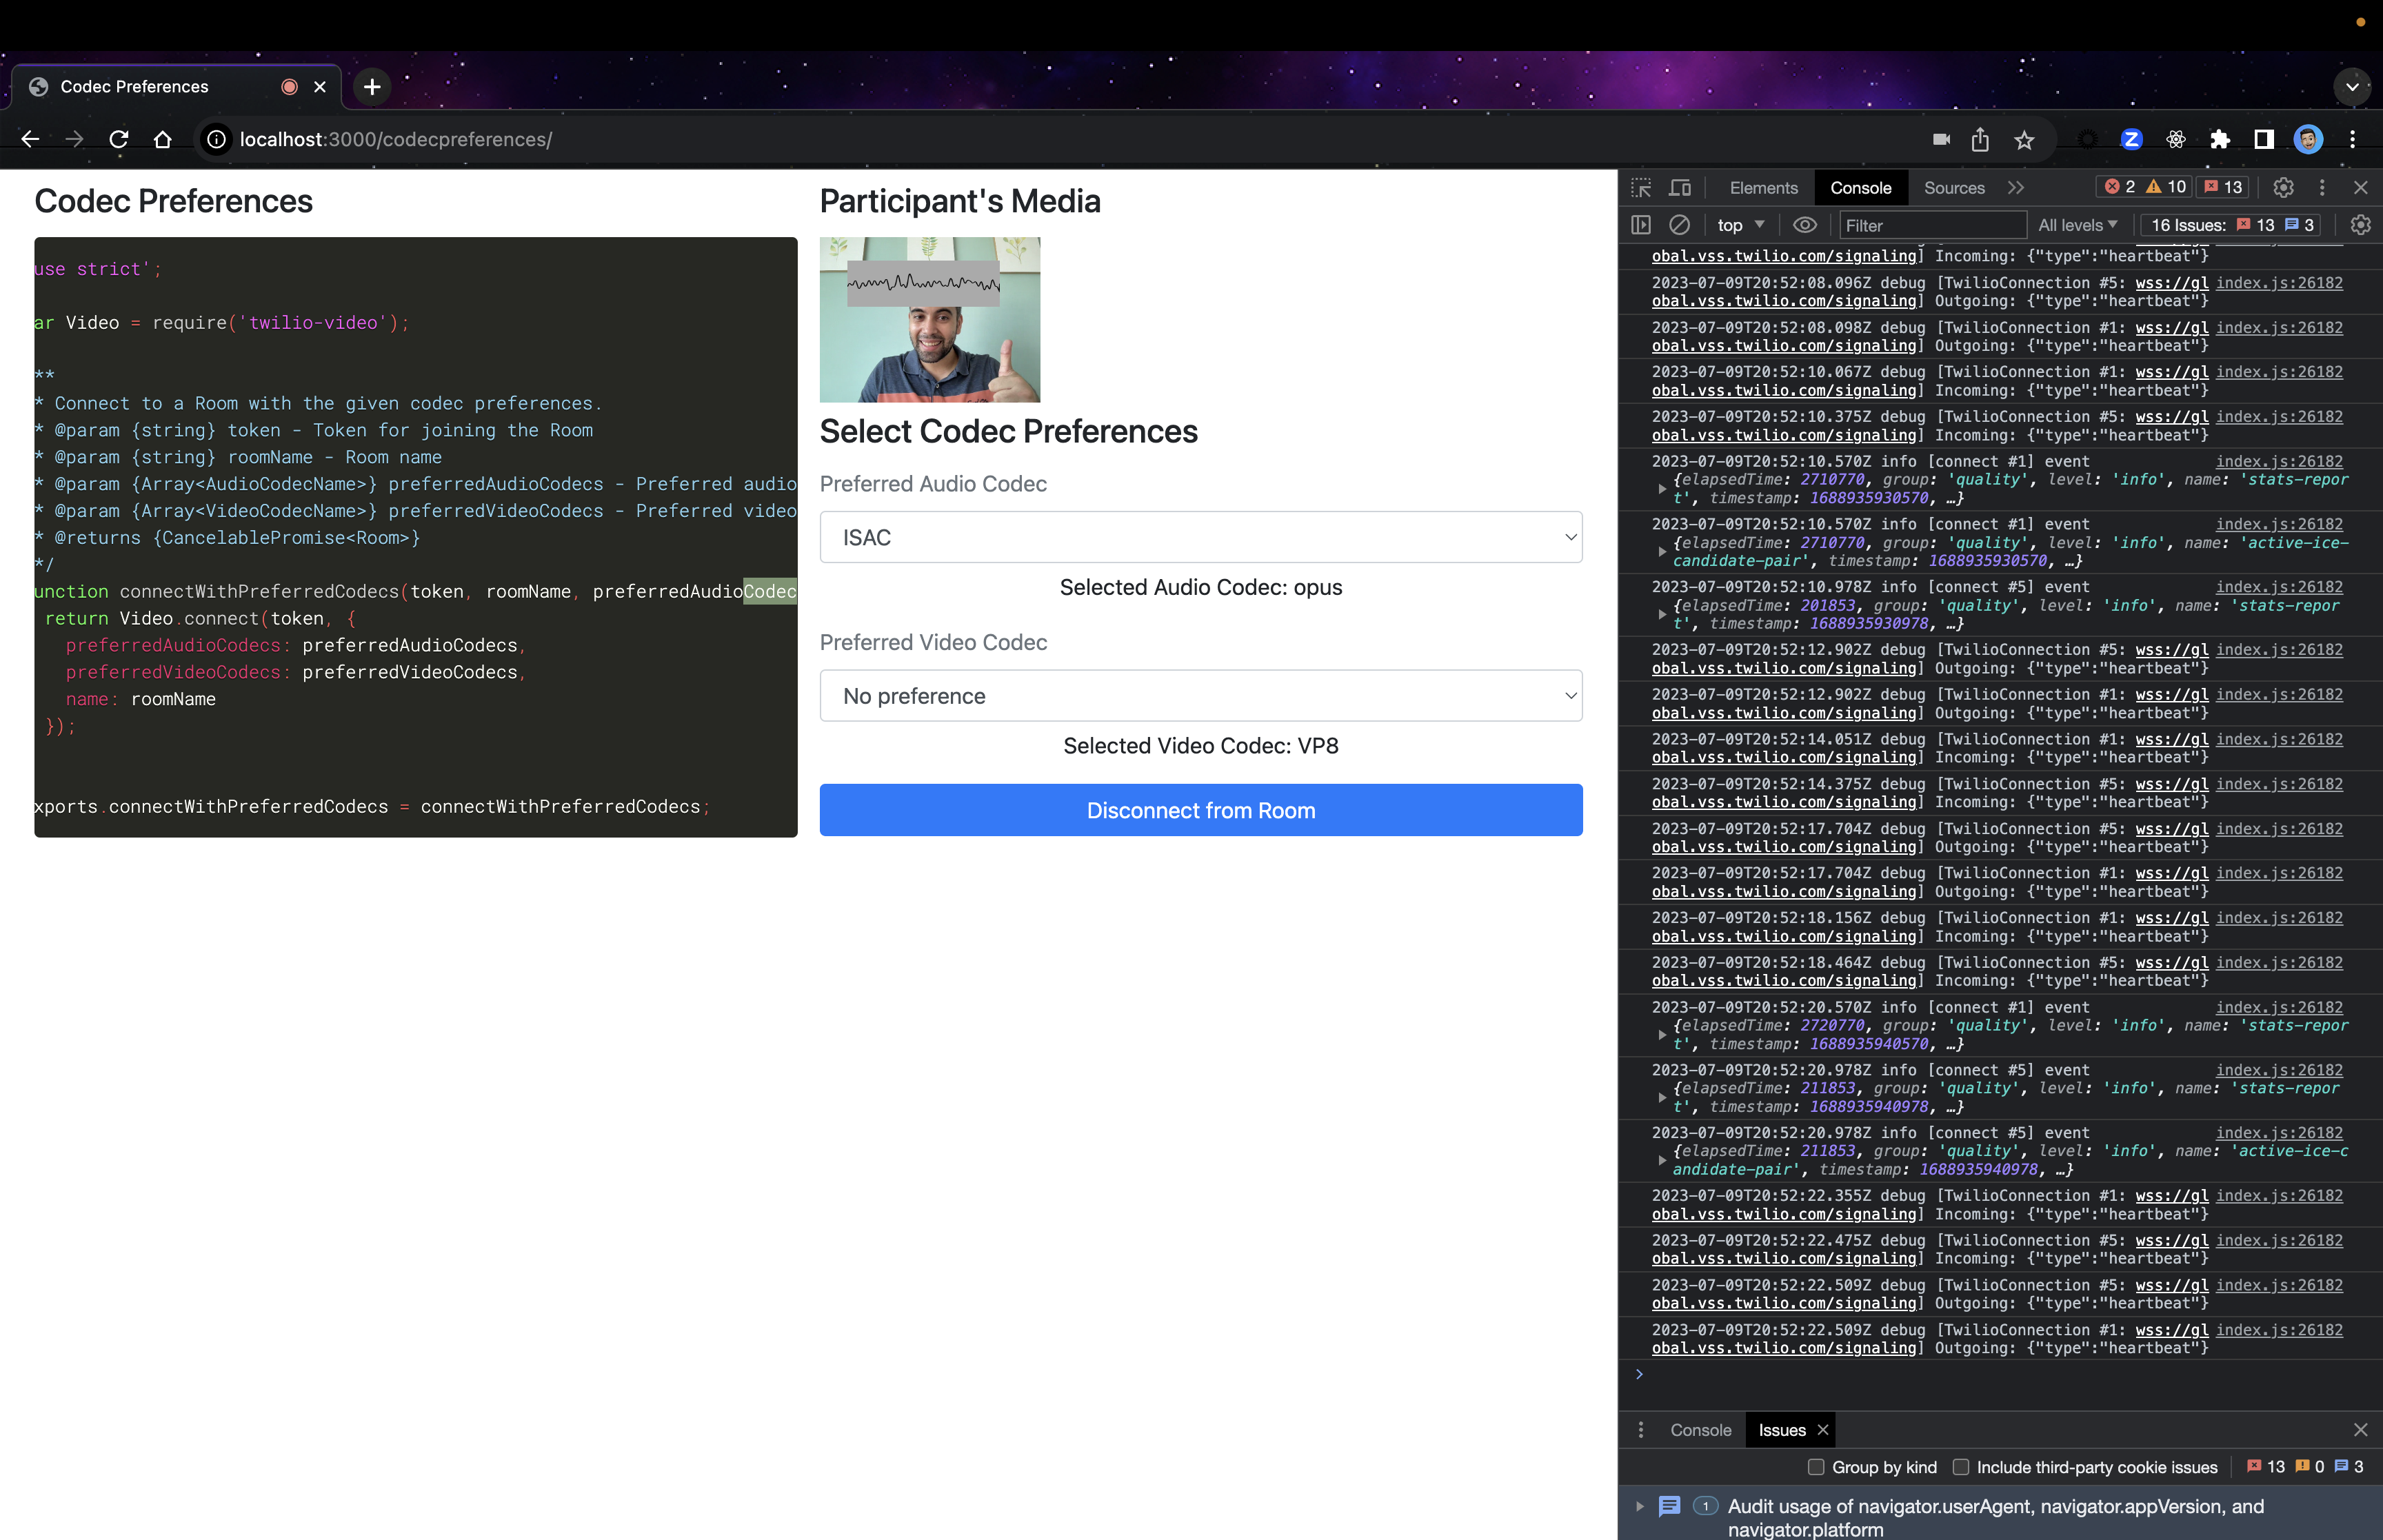 Codec Preferences
localhost:3000/codecpreferences/
Codec Preferences
use strict';
ar Video = require('twilio-video');
**
* Connect to a Room with the given codec preferences.
* @param {string} token - Token for joining the Room
* @param {string} roomName - Room name
* @param {Array<AudioCodecName>} preferredAudioCodecs - Preferred audio
* @param {Array<VideoCodecName>} preferredVideoCodecs - Preferred video
* @returns {CancelablePromise<Room>}
*/
unction connectWithPreferredCodecs(token, roomName, preferredAudioCodec
return Video.connect(token, {
preferredAudioCodecs: preferredAudioCodecs,
preferredVideoCodecs: preferredVideoCodecs,
name: roomName
});
xports.connectWithPreferredCodecs = connectWithPreferredCodecs;
Participant's Media
Select Codec Preferences
Preferred Audio Codec
ISAC
Selected Audio Codec: opus
Preferred Video Codec
No preference
Selected Video Codec: VP8
Disconnect from Room
Elements Console Sources 2 10 13
top Filter All levels 16 Issues: 13 3
obal.vss.twilio.com/signaling] Incoming: {"type":"heartbeat"}
2023-07-09T20:52:08.096Z debug [TwilioConnection #5: wss://gl index.js:26182
obal.vss.twilio.com/signaling] Outgoing: {"type":"heartbeat"}
2023-07-09T20:52:08.098Z debug [TwilioConnection #1: wss://gl index.js:26182
obal.vss.twilio.com/signaling] Outgoing: {"type":"heartbeat"}
2023-07-09T20:52:10.067Z debug [TwilioConnection #1: wss://gl index.js:26182
obal.vss.twilio.com/signaling] Incoming: {"type":"heartbeat"}
2023-07-09T20:52:10.375Z debug [TwilioConnection #5: wss://gl index.js:26182
obal.vss.twilio.com/signaling] Incoming: {"type":"heartbeat"}
2023-07-09T20:52:10.570Z info [connect #1] event index.js:26182
{elapsedTime: 2710770, group: 'quality', level: 'info', name: 'stats-repor
t', timestamp: 1688935930570, …}
2023-07-09T20:52:10.570Z info [connect #1] event index.js:26182
{elapsedTime: 2710770, group: 'quality', level: 'info', name: 'active-ice-
candidate-pair', timestamp: 1688935930570, …}
2023-07-09T20:52:10.978Z info [connect #5] event index.js:26182
{elapsedTime: 201853, group: 'quality', level: 'info', name: 'stats-repor
t', timestamp: 1688935930978, …}
2023-07-09T20:52:12.902Z debug [TwilioConnection #5: wss://gl index.js:26182
obal.vss.twilio.com/signaling] Outgoing: {"type":"heartbeat"}
2023-07-09T20:52:12.902Z debug [TwilioConnection #1: wss://gl index.js:26182
obal.vss.twilio.com/signaling] Outgoing: {"type":"heartbeat"}
2023-07-09T20:52:14.051Z debug [TwilioConnection #1: wss://gl index.js:26182
obal.vss.twilio.com/signaling] Incoming: {"type":"heartbeat"}
2023-07-09T20:52:14.375Z debug [TwilioConnection #5: wss://gl index.js:26182
obal.vss.twilio.com/signaling] Incoming: {"type":"heartbeat"}
2023-07-09T20:52:17.704Z debug [TwilioConnection #5: wss://gl index.js:26182
obal.vss.twilio.com/signaling] Outgoing: {"type":"heartbeat"}
2023-07-09T20:52:17.704Z debug [TwilioConnection #1: wss://gl index.js:26182
obal.vss.twilio.com/signaling] Outgoing: {"type":"heartbeat"}
2023-07-09T20:52:18.156Z debug [TwilioConnection #1: wss://gl index.js:26182
obal.vss.twilio.com/signaling] Incoming: {"type":"heartbeat"}
2023-07-09T20:52:18.464Z debug [TwilioConnection #5: wss://gl index.js:26182
obal.vss.twilio.com/signaling] Incoming: {"type":"heartbeat"}
2023-07-09T20:52:20.570Z info [connect #1] event index.js:26182
{elapsedTime: 2720770, group: 'quality', level: 'info', name: 'stats-repor
t', timestamp: 1688935940570, …}
2023-07-09T20:52:20.978Z info [connect #5] event index.js:26182
{elapsedTime: 211853, group: 'quality', level: 'info', name: 'stats-repor
t', timestamp: 1688935940978, …}
2023-07-09T20:52:20.978Z info [connect #5] event index.js:26182
{elapsedTime: 211853, group: 'quality', level: 'info', name: 'active-ice-c
andidate-pair', timestamp: 1688935940978, …}
2023-07-09T20:52:22.355Z debug [TwilioConnection #1: wss://gl index.js:26182
obal.vss.twilio.com/signaling] Incoming: {"type":"heartbeat"}
2023-07-09T20:52:22.475Z debug [TwilioConnection #5: wss://gl index.js:26182
obal.vss.twilio.com/signaling] Incoming: {"type":"heartbeat"}
2023-07-09T20:52:22.509Z debug [TwilioConnection #5: wss://gl index.js:26182
obal.vss.twilio.com/signaling] Outgoing: {"type":"heartbeat"}
2023-07-09T20:52:22.509Z debug [TwilioConnection #1: wss://gl index.js:26182
obal.vss.twilio.com/signaling] Outgoing: {"type":"heartbeat"}
Console Issues
Group by kind Include third-party cookie issues 13 0 3
1 Audit usage of navigator.userAgent, navigator.appVersion, and
navigator.platform